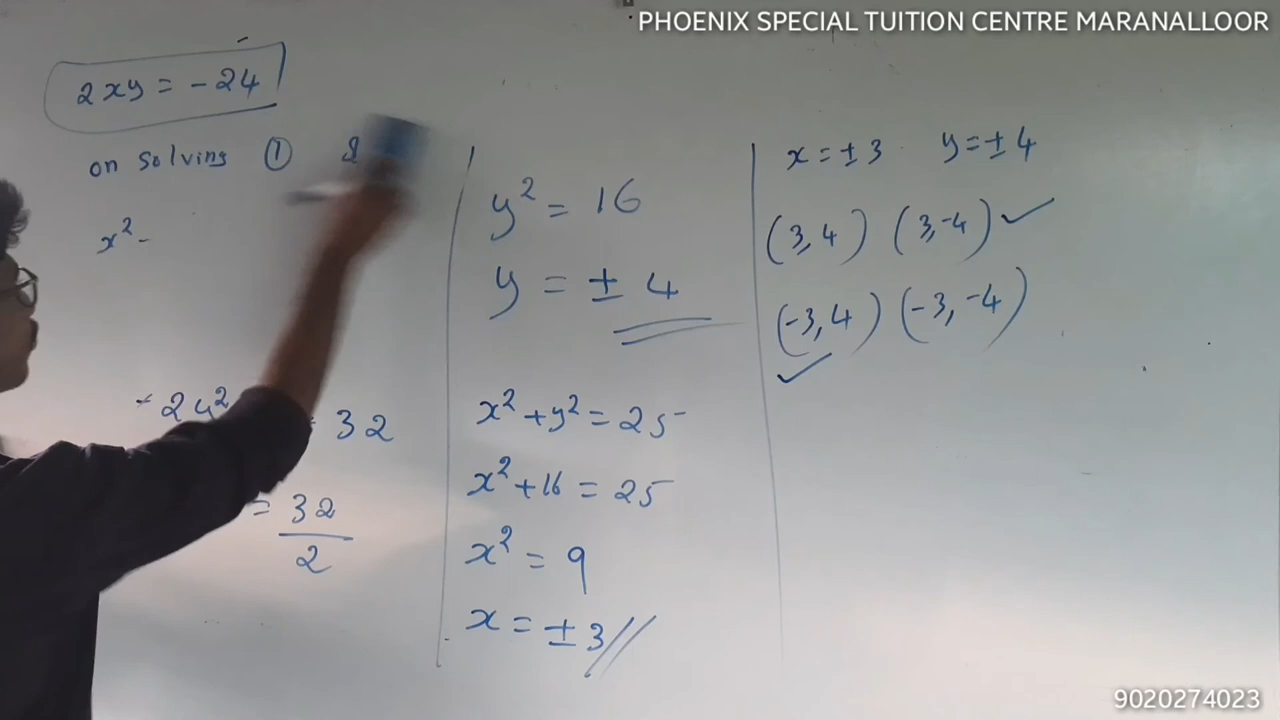 PHOENIX SPECIAL TUITION CENTRE MARANALLOOR
2xy = -24
on solving ①
x² -
2y² = 32
= 32/2
y² = 16
y = ± 4
x² + y² = 25
x² + 16 = 25
x² = 9
x = ± 3
x = ± 3 y = ± 4
(3, 4) (3, -4) ✓
(-3, 4) (-3, -4)
✓
9020274023